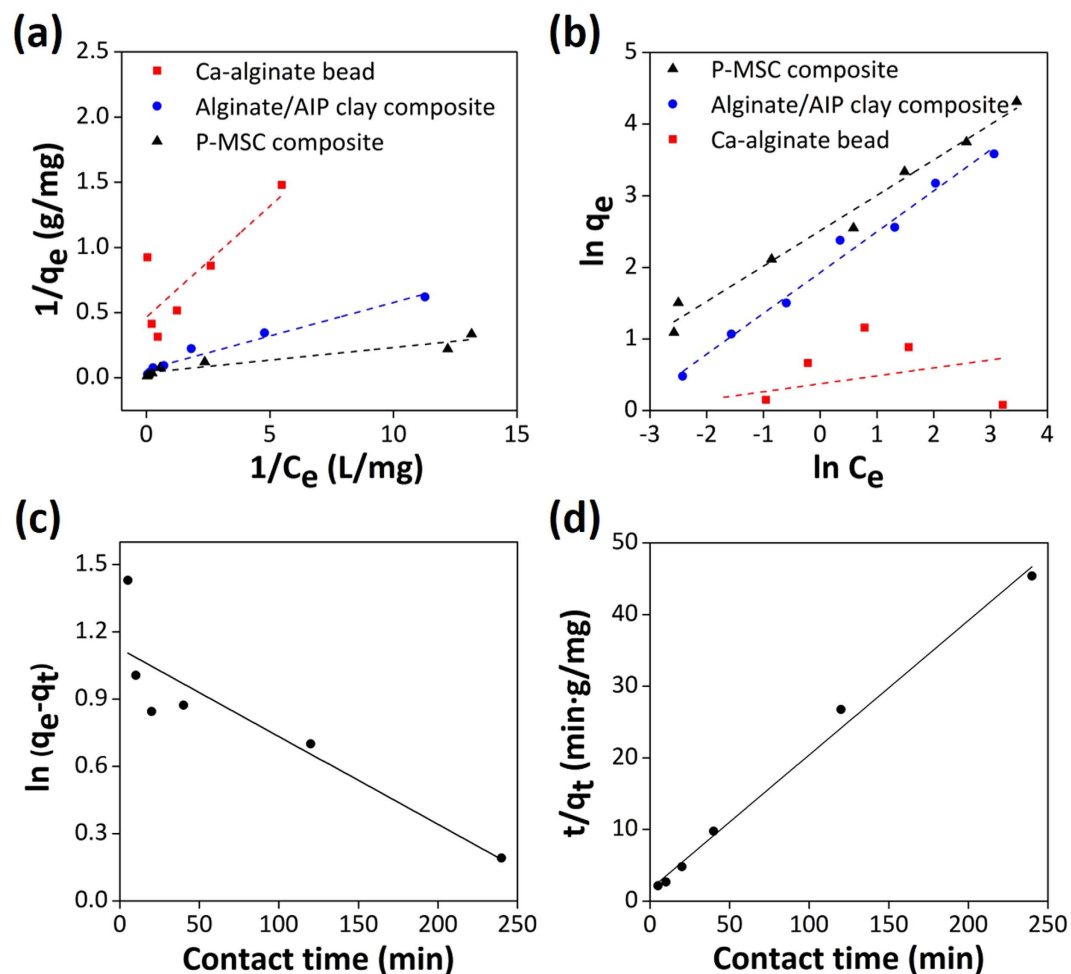 (a)
2.5
2.0
1.5
1.0
0.5
0.0
1/qe (g/mg)
Ca-alginate bead
Alginate/AIP clay composite
P-MSC composite
0 5 10 15
1/Ce (L/mg)
(b)
5
4
3
2
1
0
ln qe
P-MSC composite
Alginate/AIP clay composite
Ca-alginate bead
-3 -2 -1 0 1 2 3 4
ln Ce
(c)
1.5
1.2
0.9
0.6
0.3
0.0
ln (qe-qt)
0 50 100 150 200 250
Contact time (min)
(d)
50
40
30
20
10
0
t/qt (min·g/mg)
0 50 100 150 200 250
Contact time (min)